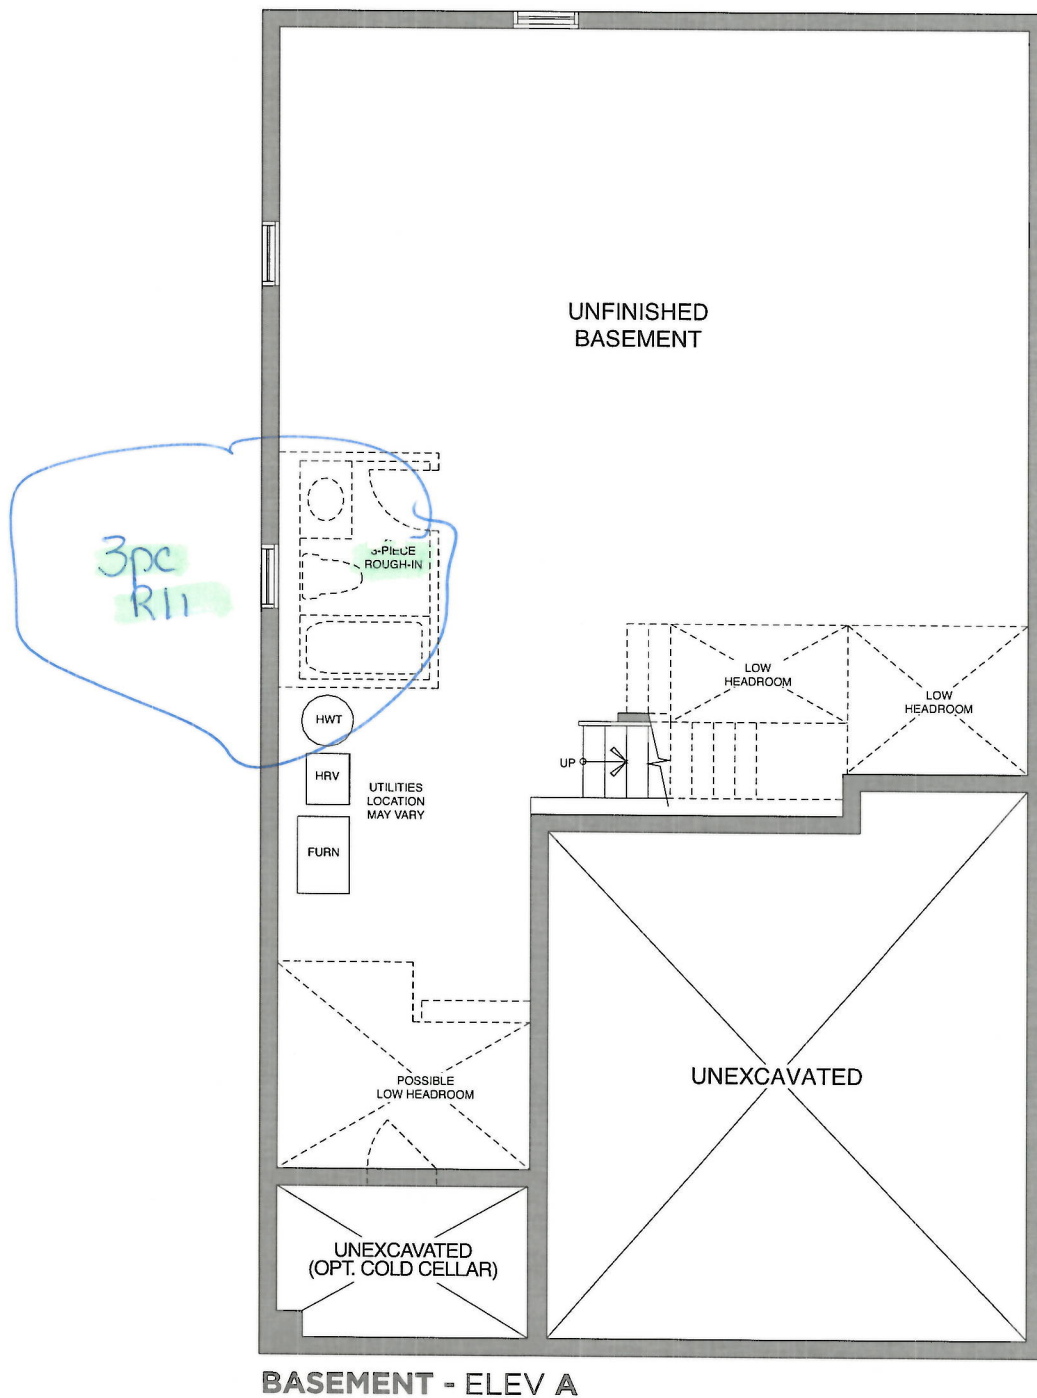 UNFINISHED
BASEMENT
3pc
R11
3-PIECE
ROUGH-IN
LOW
HEADROOM
LOW
HEADROOM
HWT
UP
HRV
UTILITIES
LOCATION
MAY VARY
FURN
POSSIBLE
LOW HEADROOM
UNEXCAVATED
UNEXCAVATED
(OPT. COLD CELLAR)
BASEMENT - ELEV A